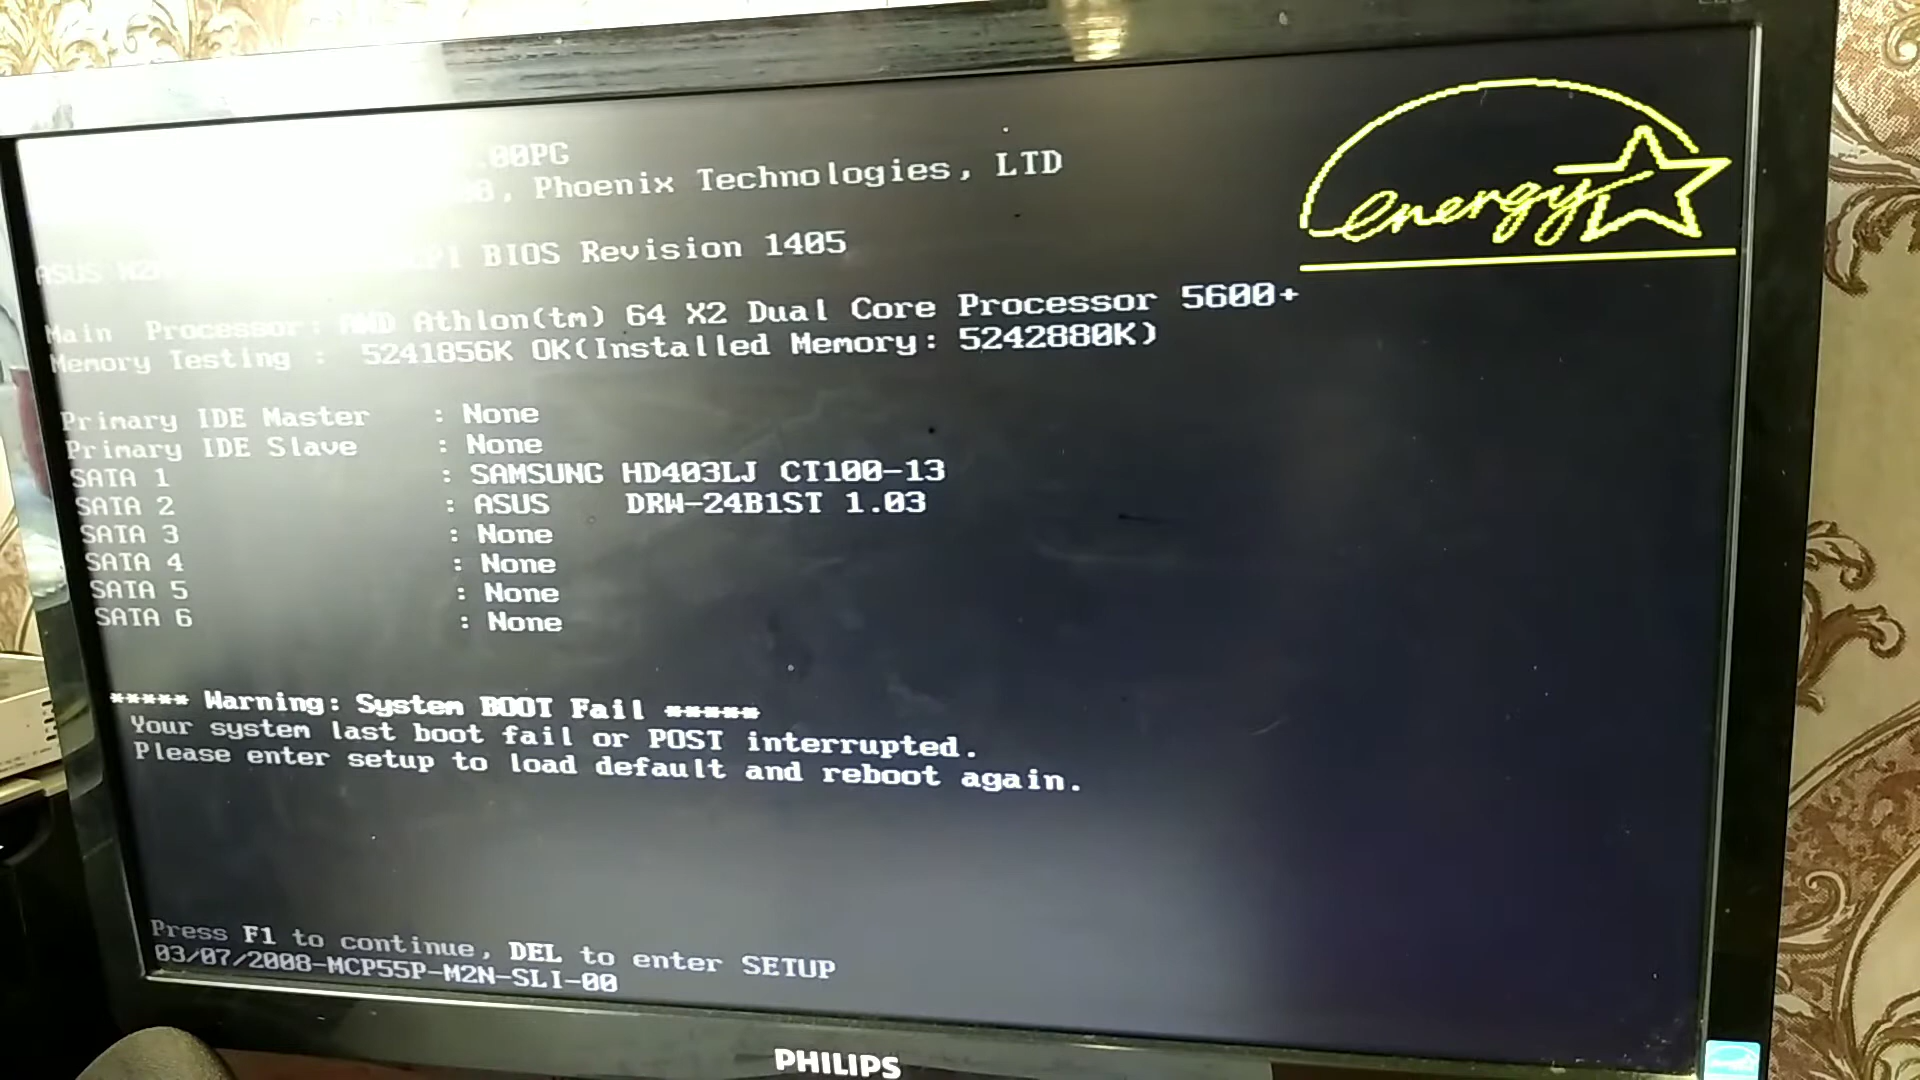 .00PG
, Phoenix Technologies, LTD
energy
ASUS BIOS Revision 1405
Main Processor: AMD Athlon(tm) 64 X2 Dual Core Processor 5600+
Memory Testing : 5241856K OK(Installed Memory: 5242880K)
Primary IDE Master : None
Primary IDE Slave : None
SATA 1 : SAMSUNG HD403LJ CT100-13
SATA 2 : ASUS DRW-24B1ST 1.03
SATA 3 : None
SATA 4 : None
SATA 5 : None
SATA 6 : None
***** Warning: System BOOT Fail *****
Your system last boot fail or POST interrupted.
Please enter setup to load default and reboot again.
Press F1 to continue, DEL to enter SETUP
03/07/2008-MCP55P-M2N-SLI-00
PHILIPS